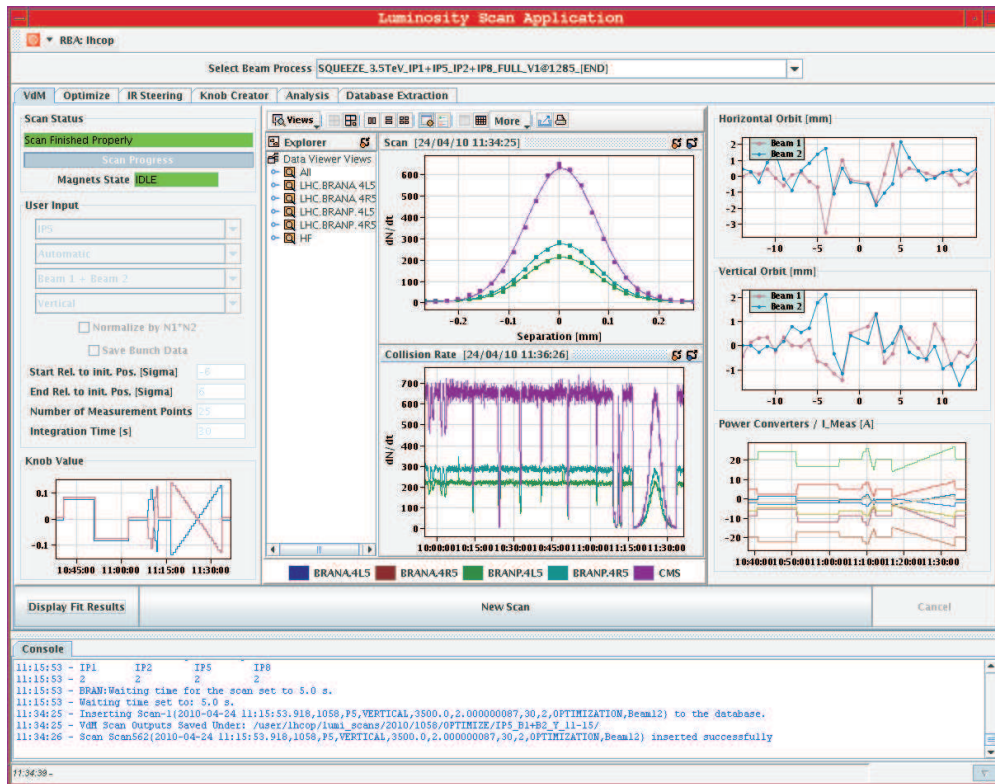 Luminosity Scan Application
RBA: lhcop
Select Beam Process SQUEEZE_3.5TeV_IP1+IP5_IP2+IP8_FULL_V1@1285_[END]
VdM Optimize IR Steering Knob Creator Analysis Database Extraction
Scan Status
Scan Finished Properly
Scan Progress
Magnets State IDLE
User Input
IP5
Automatic
Beam 1 + Beam 2
Vertical
Normalize by N1*N2
Save Bunch Data
Start Rel. to init. Pos. [Sigma] -6
End Rel. to init. Pos. [Sigma] 6
Number of Measurement Points 25
Integration Time [s] 30
Knob Value
0.1
0
-0.1
10:45:00 11:00:00 11:15:00 11:30:00
Views More
Explorer
Data Viewer Views
All
LHC.BRANA.4L5
LHC.BRANA.4R5
LHC.BRANP.4L5
LHC.BRANP.4R5
HF
Scan [24/04/10 11:34:25]
dN/dt
600
500
400
300
200
100
0
-0.2 -0.1 0 0.1 0.2
Separation [mm]
Collision Rate [24/04/10 11:36:26]
dN/dt
700
600
500
400
300
200
100
0
10:00:00 10:15:00 10:30:00 10:45:00 11:00:00 11:15:00 11:30:00
BRANA.4L5 BRANA.4R5 BRANP.4L5 BRANP.4R5 CMS
Horizontal Orbit [mm]
Beam 1
Beam 2
2
1
0
-1
-2
-3
-10 -5 0 5 10
Vertical Orbit [mm]
Beam 1
Beam 2
2
1
0
-1
-10 -5 0 5 10
Power Converters / I_Meas [A]
20
10
0
-10
-20
10:40:00 10:50:00 11:00:00 11:10:00 11:20:00 11:30:00
Display Fit Results New Scan Cancel
Console
11:15:53 - IP1 IP2 IP5 IP8
11:15:53 - 2 2 2 2
11:15:53 - BRAN:Waiting time for the scan set to 5.0 s.
11:15:53 - Waiting time set to: 5.0 s.
11:34:25 - Inserting Scan-1(2010-04-24 11:15:53.918,1058,P5,VERTICAL,3500.0,2.000000087,30,2,OPTIMIZATION,Beam12) to the database.
11:34:25 - VdM Scan Outputs Saved Under: /user/lhcop/lumi_scans/2010/1058/OPTIMIZE/IP5_B1+B2_Y_11-15/
11:34:26 - Scan Scan562(2010-04-24 11:15:53.918,1058,P5,VERTICAL,3500.0,2.000000087,30,2,OPTIMIZATION,Beam12) inserted successfully
11:34:39 -